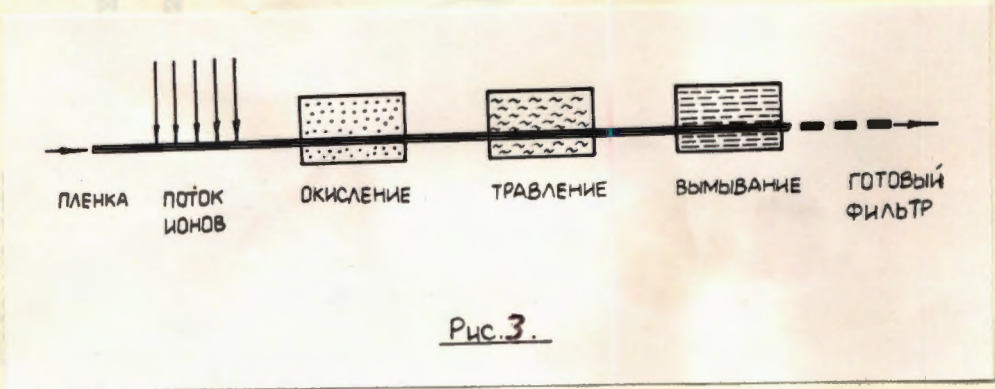 ПЛЕНКА
ПОТОК
ИОНОВ
ОКИСЛЕНИЕ
ТРАВЛЕНИЕ
ВЫМЫВАНИЕ
ГОТОВЫЙ
ФИЛЬТР
Рис.3.